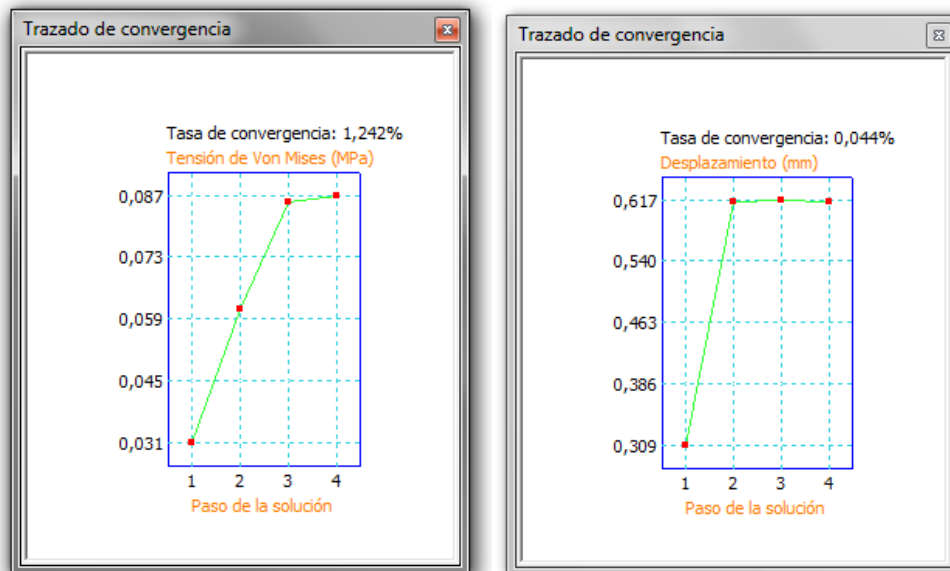 Trazado de convergencia
Tasa de convergencia: 1,242%
Tensión de Von Mises (MPa)
0,087
0,073
0,059
0,045
0,031
1 2 3 4
Paso de la solución
Trazado de convergencia
Tasa de convergencia: 0,044%
Desplazamiento (mm)
0,617
0,540
0,463
0,386
0,309
1 2 3 4
Paso de la solución